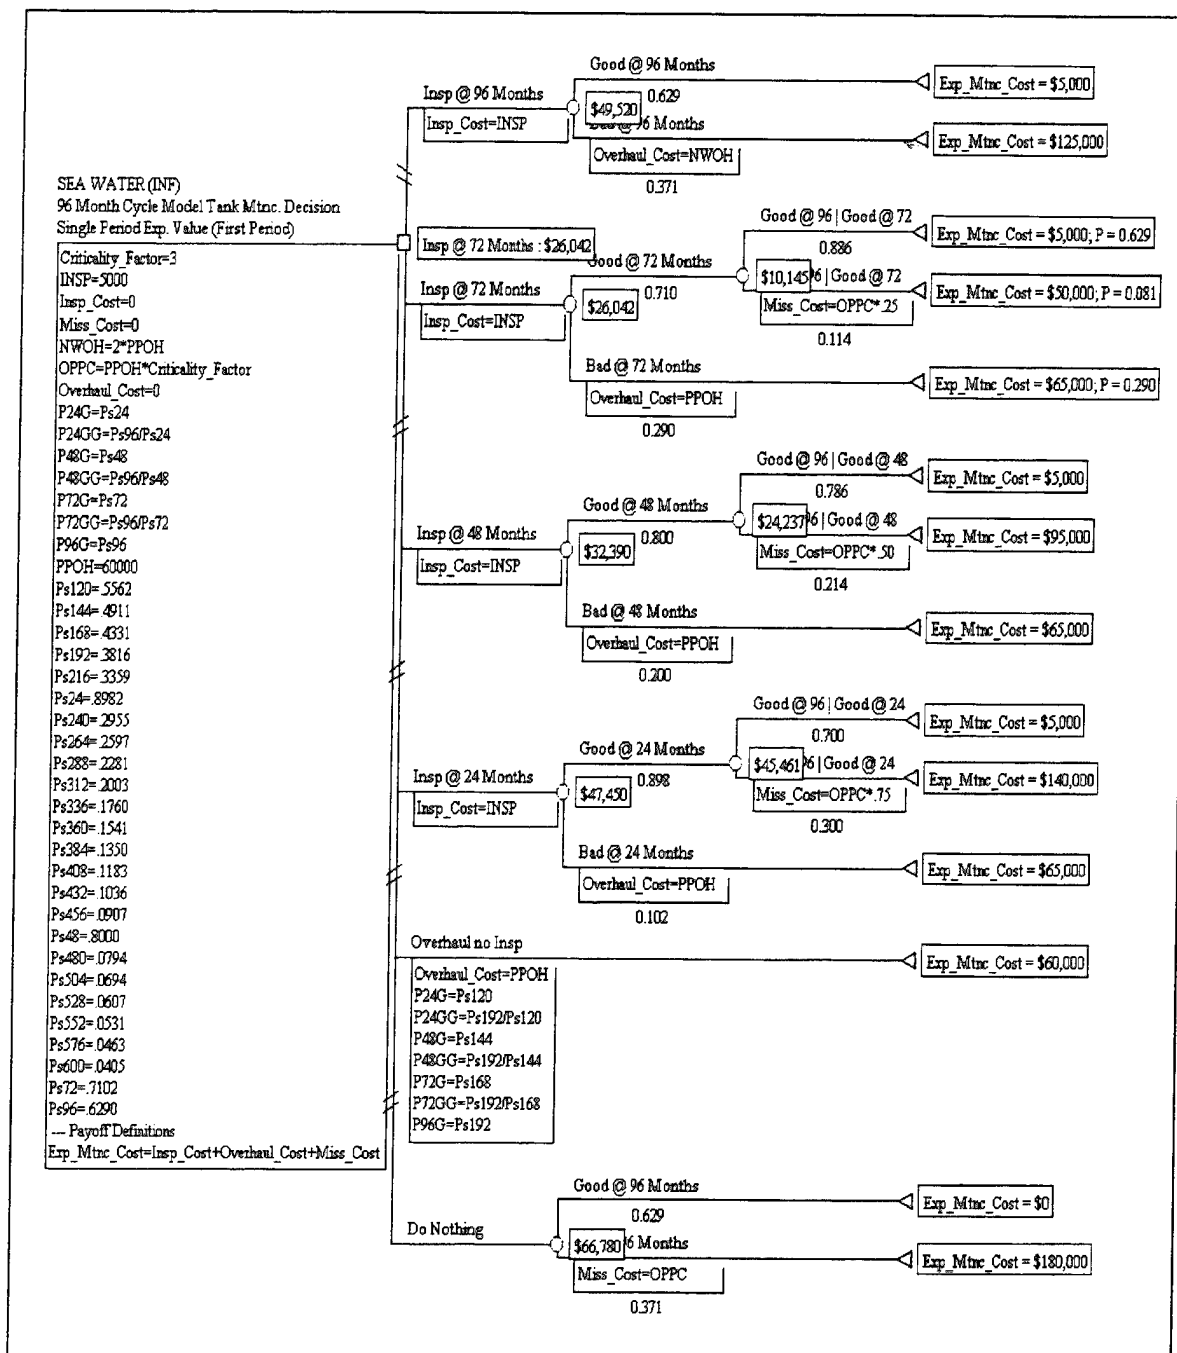 SEA WATER (INF)
96 Month Cycle Model Tank Mtnc. Decision
Single Period Exp. Value (First Period)
Criticality_Factor=3
INSP=5000
Insp_Cost=0
Miss_Cost=0
NWOH=2*PPOH
OPPC=PPOH*Criticality_Factor
Overhaul_Cost=0
P24G=Ps24
P24GG=Ps96/Ps24
P48G=Ps48
P48GG=Ps96/Ps48
P72G=Ps72
P72GG=Ps96/Ps72
P96G=Ps96
PPOH=60000
Ps120=.5562
Ps144=.4911
Ps168=.4331
Ps192=.3816
Ps216=.3359
Ps24=.8982
Ps240=.2955
Ps264=.2597
Ps288=.2281
Ps312=.2003
Ps336=.1760
Ps360=.1541
Ps384=.1350
Ps408=.1183
Ps432=.1036
Ps456=.0907
Ps48=.8000
Ps480=.0794
Ps504=.0694
Ps528=.0607
Ps552=.0531
Ps576=.0463
Ps600=.0405
Ps72=.7102
Ps96=.6290
--- Payoff Definitions
Exp_Mtnc_Cost=Insp_Cost+Overhaul_Cost+Miss_Cost
Insp @ 96 Months
Insp_Cost=INSP
$49,520
Good @ 96 Months
0.629
Exp_Mtnc_Cost = $5,000
Bad @ 96 Months
Overhaul_Cost=NWOH
0.371
Exp_Mtnc_Cost = $125,000
Insp @ 72 Months : $26,042
Insp @ 72 Months
Insp_Cost=INSP
$26,042
Good @ 72 Months
0.710
$10,145
Good @ 96 | Good @ 72
0.886
Exp_Mtnc_Cost = $5,000; P = 0.629
96 | Good @ 72
Miss_Cost=OPPC*.25
0.114
Exp_Mtnc_Cost = $50,000; P = 0.081
Bad @ 72 Months
Overhaul_Cost=PPOH
0.290
Exp_Mtnc_Cost = $65,000; P = 0.290
Insp @ 48 Months
Insp_Cost=INSP
$32,390
Good @ 48 Months
0.800
$24,237
Good @ 96 | Good @ 48
0.786
Exp_Mtnc_Cost = $5,000
96 | Good @ 48
Miss_Cost=OPPC*.50
0.214
Exp_Mtnc_Cost = $95,000
Bad @ 48 Months
Overhaul_Cost=PPOH
0.200
Exp_Mtnc_Cost = $65,000
Insp @ 24 Months
Insp_Cost=INSP
$47,450
Good @ 24 Months
0.898
$45,461
Good @ 96 | Good @ 24
0.700
Exp_Mtnc_Cost = $5,000
96 | Good @ 24
Miss_Cost=OPPC*.75
0.300
Exp_Mtnc_Cost = $140,000
Bad @ 24 Months
Overhaul_Cost=PPOH
0.102
Exp_Mtnc_Cost = $65,000
Overhaul no Insp
Overhaul_Cost=PPOH
P24G=Ps120
P24GG=Ps192/Ps120
P48G=Ps144
P48GG=Ps192/Ps144
P72G=Ps168
P72GG=Ps192/Ps168
P96G=Ps192
Exp_Mtnc_Cost = $60,000
Do Nothing
$66,780
Good @ 96 Months
0.629
Exp_Mtnc_Cost = $0
96 Months
Miss_Cost=OPPC
0.371
Exp_Mtnc_Cost = $180,000